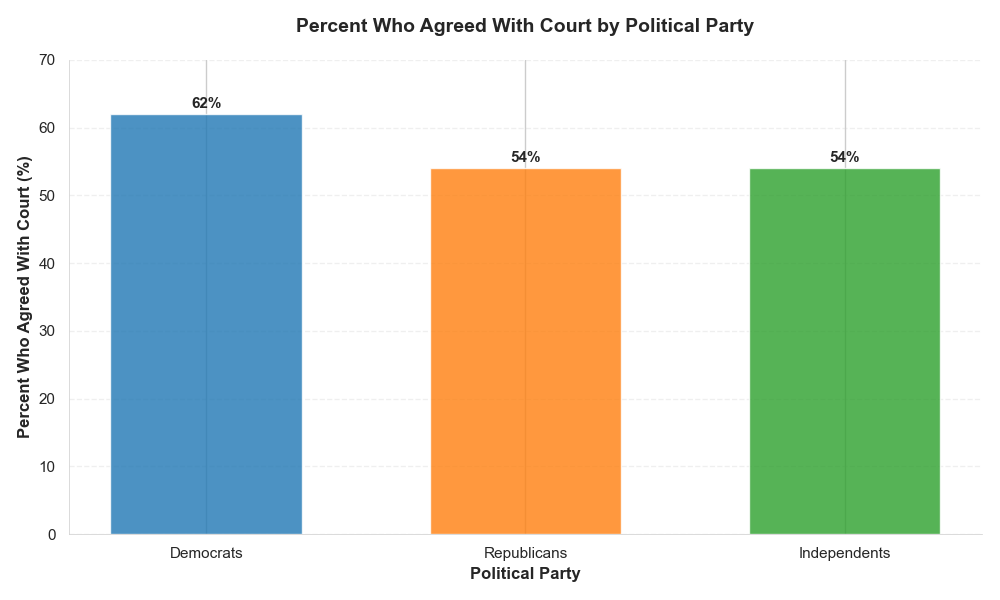 Percent Who Agreed With Court by Political Party
Percent Who Agreed With Court (%)
70
60
50
40
30
20
10
0
62%
54%
54%
Democrats
Republicans
Independents
Political Party